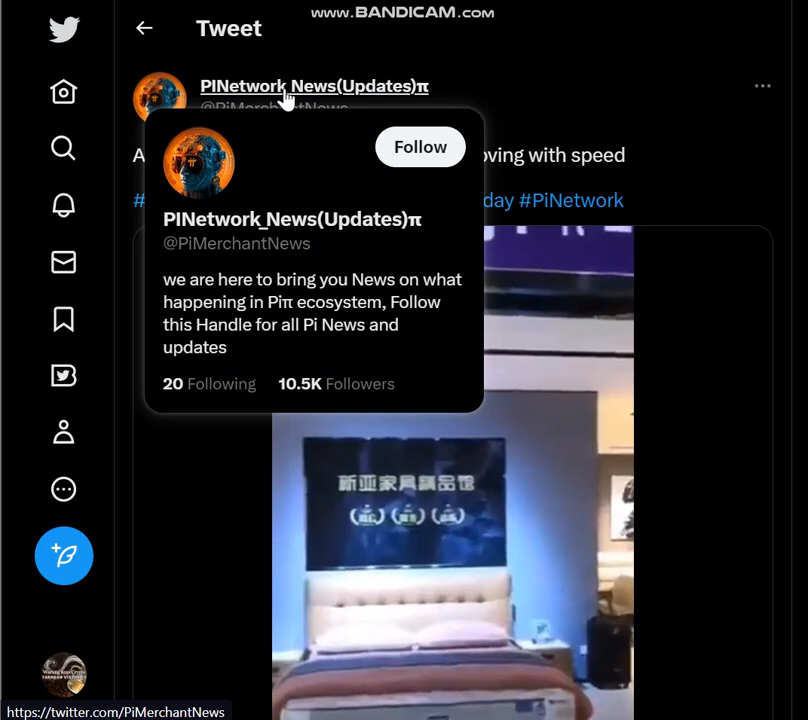 www.BANDICAM.com
Tweet
PINetwork_News(Updates)π
@PiMerchantNews
A
oving with speed
#
day #PiNetwork
Follow
PINetwork_News(Updates)π
@PiMerchantNews
we are here to bring you News on what
happening in Piπ ecosystem, Follow
this Handle for all Pi News and
updates
20 Following 10.5K Followers
新亚家具精品馆
https://twitter.com/PiMerchantNews